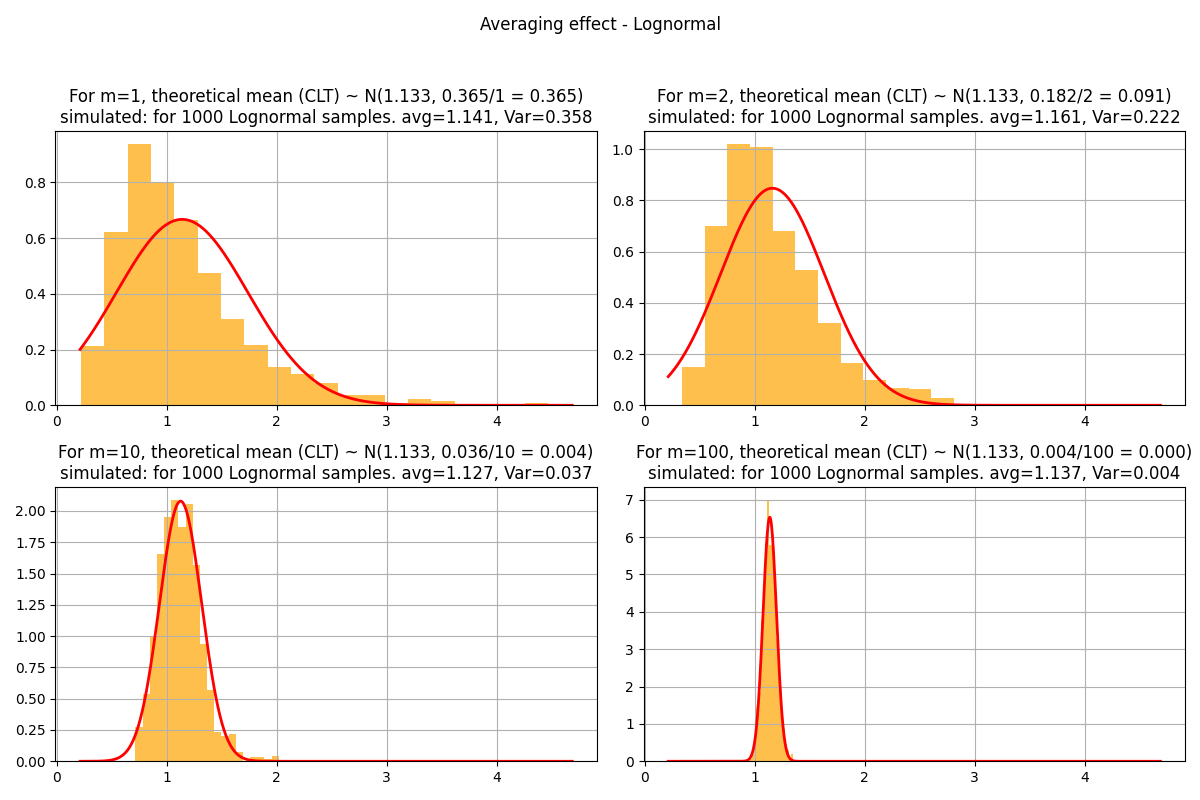 Averaging effect - Lognormal
For m=1, theoretical mean (CLT) ~ N(1.133, 0.365/1 = 0.365)
simulated: for 1000 Lognormal samples. avg=1.141, Var=0.358
0.8
0.6
0.4
0.2
0.0
0 1 2 3 4
For m=2, theoretical mean (CLT) ~ N(1.133, 0.182/2 = 0.091)
simulated: for 1000 Lognormal samples. avg=1.161, Var=0.222
1.0
0.8
0.6
0.4
0.2
0.0
0 1 2 3 4
For m=10, theoretical mean (CLT) ~ N(1.133, 0.036/10 = 0.004)
simulated: for 1000 Lognormal samples. avg=1.127, Var=0.037
2.00
1.75
1.50
1.25
1.00
0.75
0.50
0.25
0.00
0 1 2 3 4
For m=100, theoretical mean (CLT) ~ N(1.133, 0.004/100 = 0.000)
simulated: for 1000 Lognormal samples. avg=1.137, Var=0.004
7
6
5
4
3
2
1
0
0 1 2 3 4